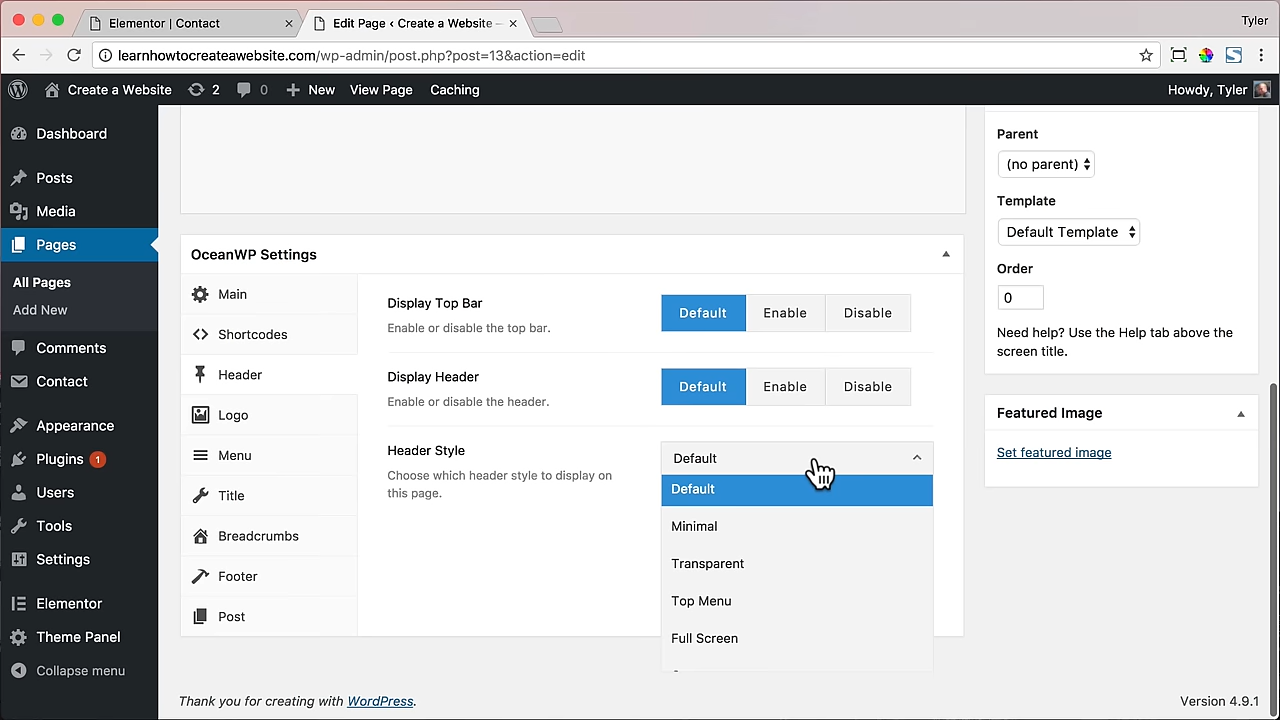 Elementor | Contact
Edit Page ‹ Create a Website —
Tyler
learnhowtocreateawebsite.com/wp-admin/post.php?post=13&action=edit
Create a Website
2
0
New
View Page
Caching
Howdy, Tyler
Dashboard
Posts
Media
Pages
All Pages
Add New
Comments
Contact
Appearance
Plugins 1
Users
Tools
Settings
Elementor
Theme Panel
Collapse menu
OceanWP Settings
Main
Shortcodes
Header
Logo
Menu
Title
Breadcrumbs
Footer
Post
Display Top Bar
Enable or disable the top bar.
Default Enable Disable
Display Header
Enable or disable the header.
Default Enable Disable
Header Style
Choose which header style to display on
this page.
Default
Default
Minimal
Transparent
Top Menu
Full Screen
Parent
(no parent)
Template
Default Template
Order
0
Need help? Use the Help tab above the
screen title.
Featured Image
Set featured image
Thank you for creating with WordPress.
Version 4.9.1